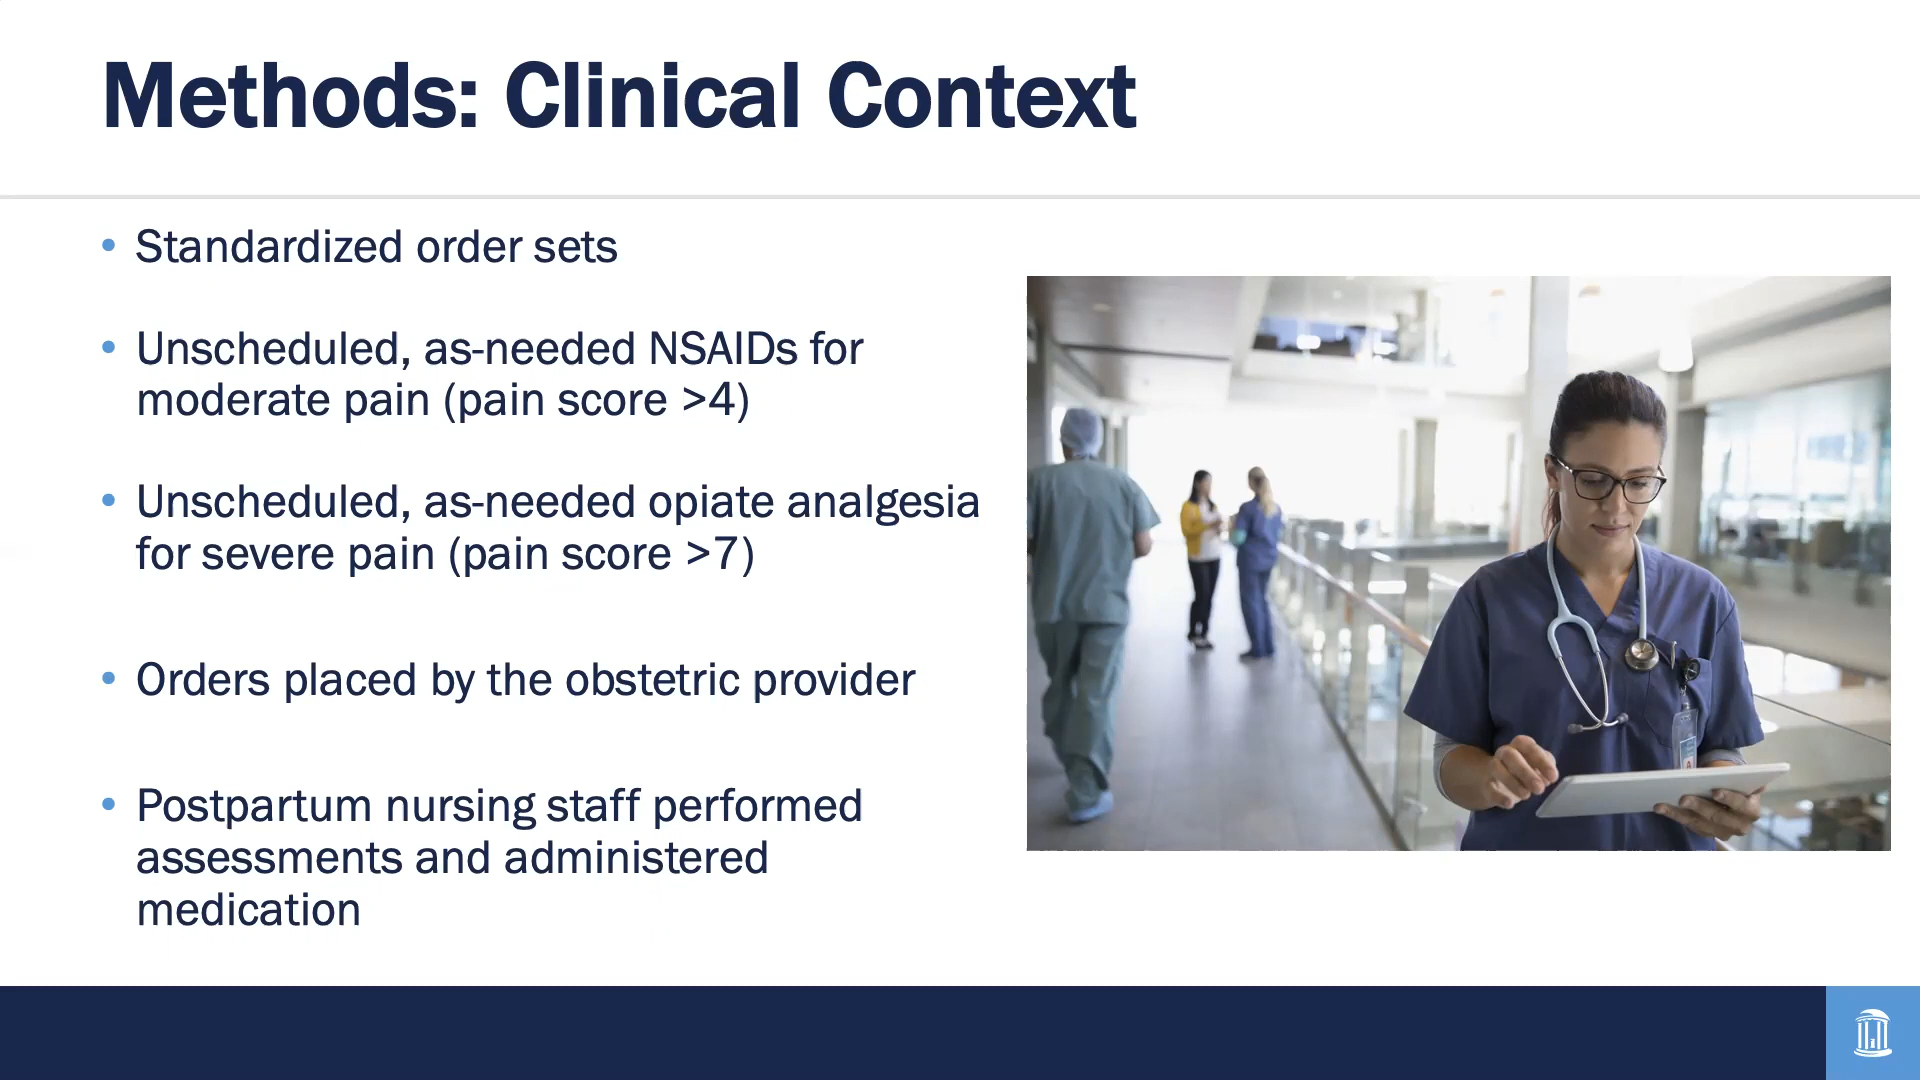 Methods: Clinical Context
• Standardized order sets
• Unscheduled, as-needed NSAIDs for
moderate pain (pain score >4)
• Unscheduled, as-needed opiate analgesia
for severe pain (pain score >7)
• Orders placed by the obstetric provider
• Postpartum nursing staff performed
assessments and administered
medication